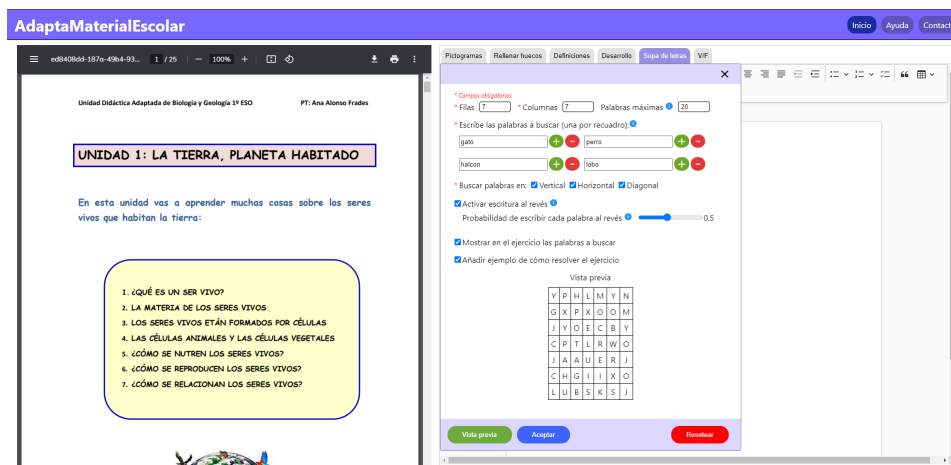 AdaptaMaterialEscolar
Inicio Ayuda Contact
ed8408dd-187a-49b4-93... 1 / 25 100%
Unidad Didáctica Adaptada de Biología y Geología 1º ESO PT: Ana Alonso Frades
UNIDAD 1: LA TIERRA, PLANETA HABITADO
En esta unidad vas a aprender muchas cosas sobre los seres
vivos que habitan la tierra:
1. ¿QUÉ ES UN SER VIVO?
2. LA MATERIA DE LOS SERES VIVOS
3. LOS SERES VIVOS ETÁN FORMADOS POR CÉLULAS
4. LAS CÉLULAS ANIMALES Y LAS CÉLULAS VEGETALES
5. ¿CÓMO SE NUTREN LOS SERES VIVOS?
6. ¿CÓMO SE REPRODUCEN LOS SERES VIVOS?
7. ¿CÓMO SE RELACIONAN LOS SERES VIVOS?
Pictogramas Rellenar huecos Definiciones Desarrollo Sopa de letras V/F
* Campos obligatorios
* Filas 7 * Columnas 7 Palabras máximas 20
* Escribe las palabras a buscar (una por recuadro):
gato perro
halcon lobo
* Buscar palabras en: Vertical Horizontal Diagonal
Activar escritura al revés
Probabilidad de escribir cada palabra al revés 0.5
Mostrar en el ejercicio las palabras a buscar
Añadir ejemplo de cómo resolver el ejercicio
Vista previa
Y P H L M Y N
G X P X O O M
J Y O E C B Y
C P T L R W O
J A A U E R J
C H G I I X O
L U B S K S J
Vista previa Aceptar Resetear